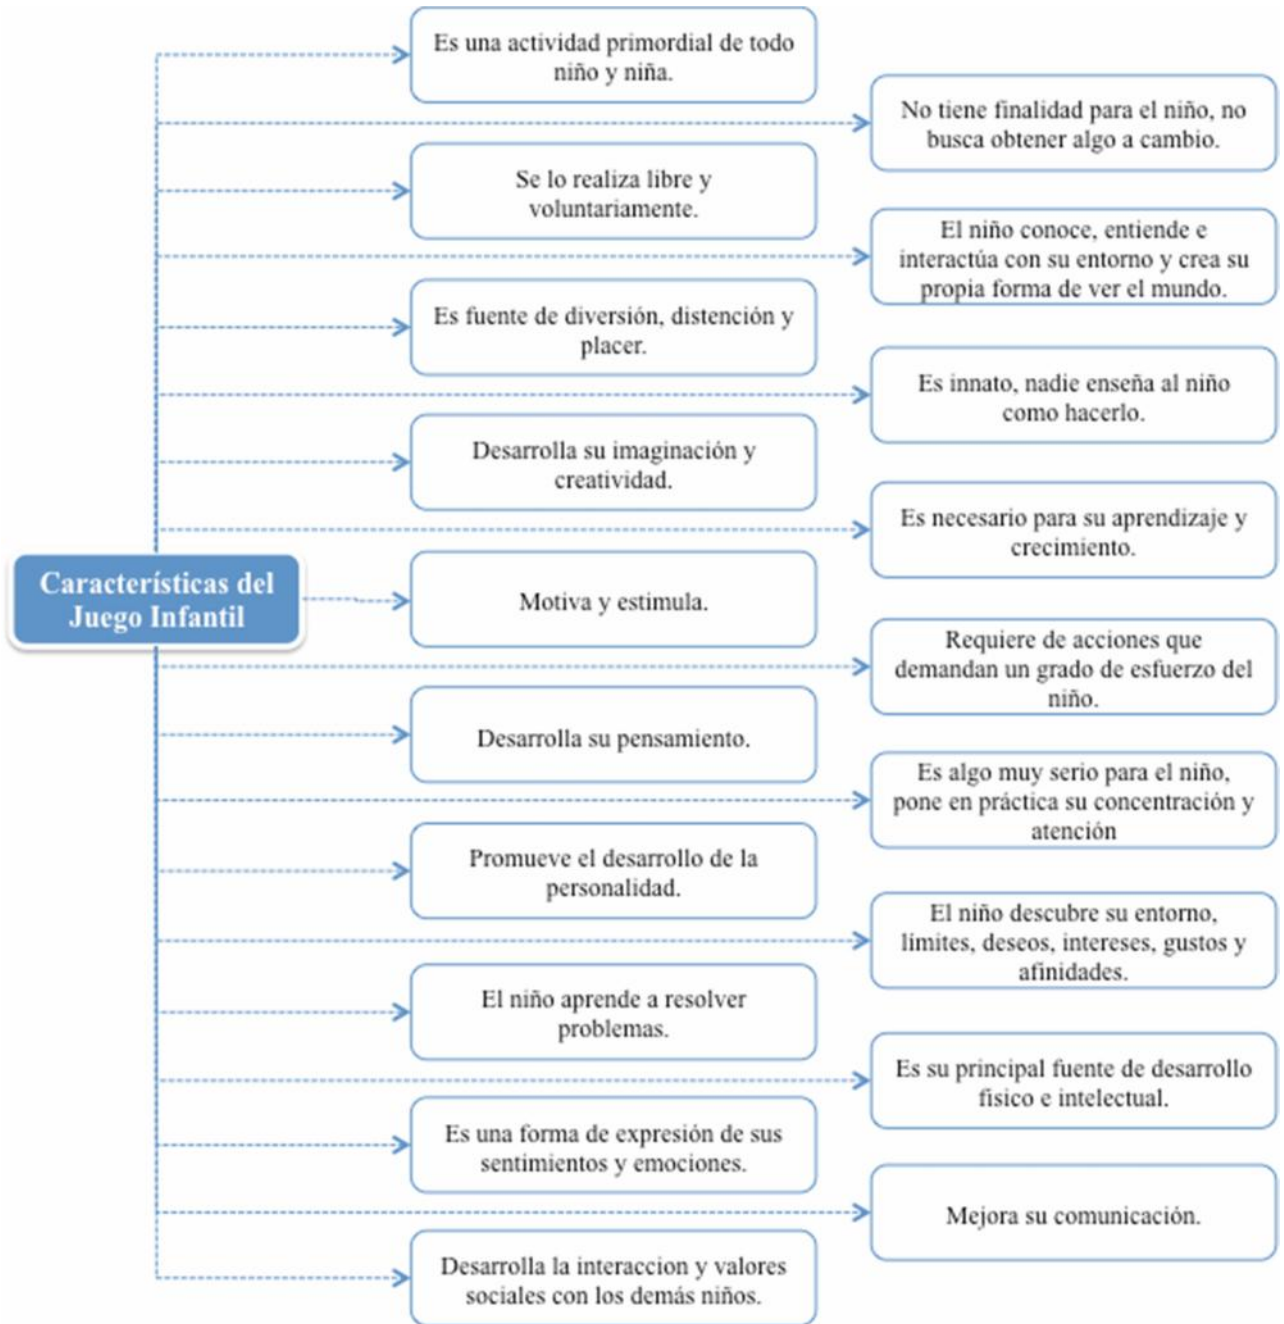 Es una actividad primordial de todo
niño y niña.
No tiene finalidad para el niño, no
busca obtener algo a cambio.
Se lo realiza libre y
voluntariamente.
El niño conoce, entiende e
interactúa con su entorno y crea su
propia forma de ver el mundo.
Es fuente de diversión, distención y
placer.
Es innato, nadie enseña al niño
como hacerlo.
Desarrolla su imaginación y
creatividad.
Es necesario para su aprendizaje y
crecimiento.
Característicasdel
Juego Infantil
Motiva y estimula.
Requiere de acciones que
demandan un grado de esfuerzo del
niño.
Desarrolla su pensamiento.
Es algo muy serio para el niño,
pone en práctica su concentración y
atención
Promueve el desarrollo de la
personalidad.
El niño descubre su entorno,
límites, deseos, intereses, gustos y
afinidades.
El niño aprende a resolver
problemas.
Es su principal fuente de desarrollo
físico e intelectual.
Es una forma de expresión de sus
sentimientos y emociones.
Mejora su comunicación.
Desarrolla la interaccion y valores
sociales con los demás niños.